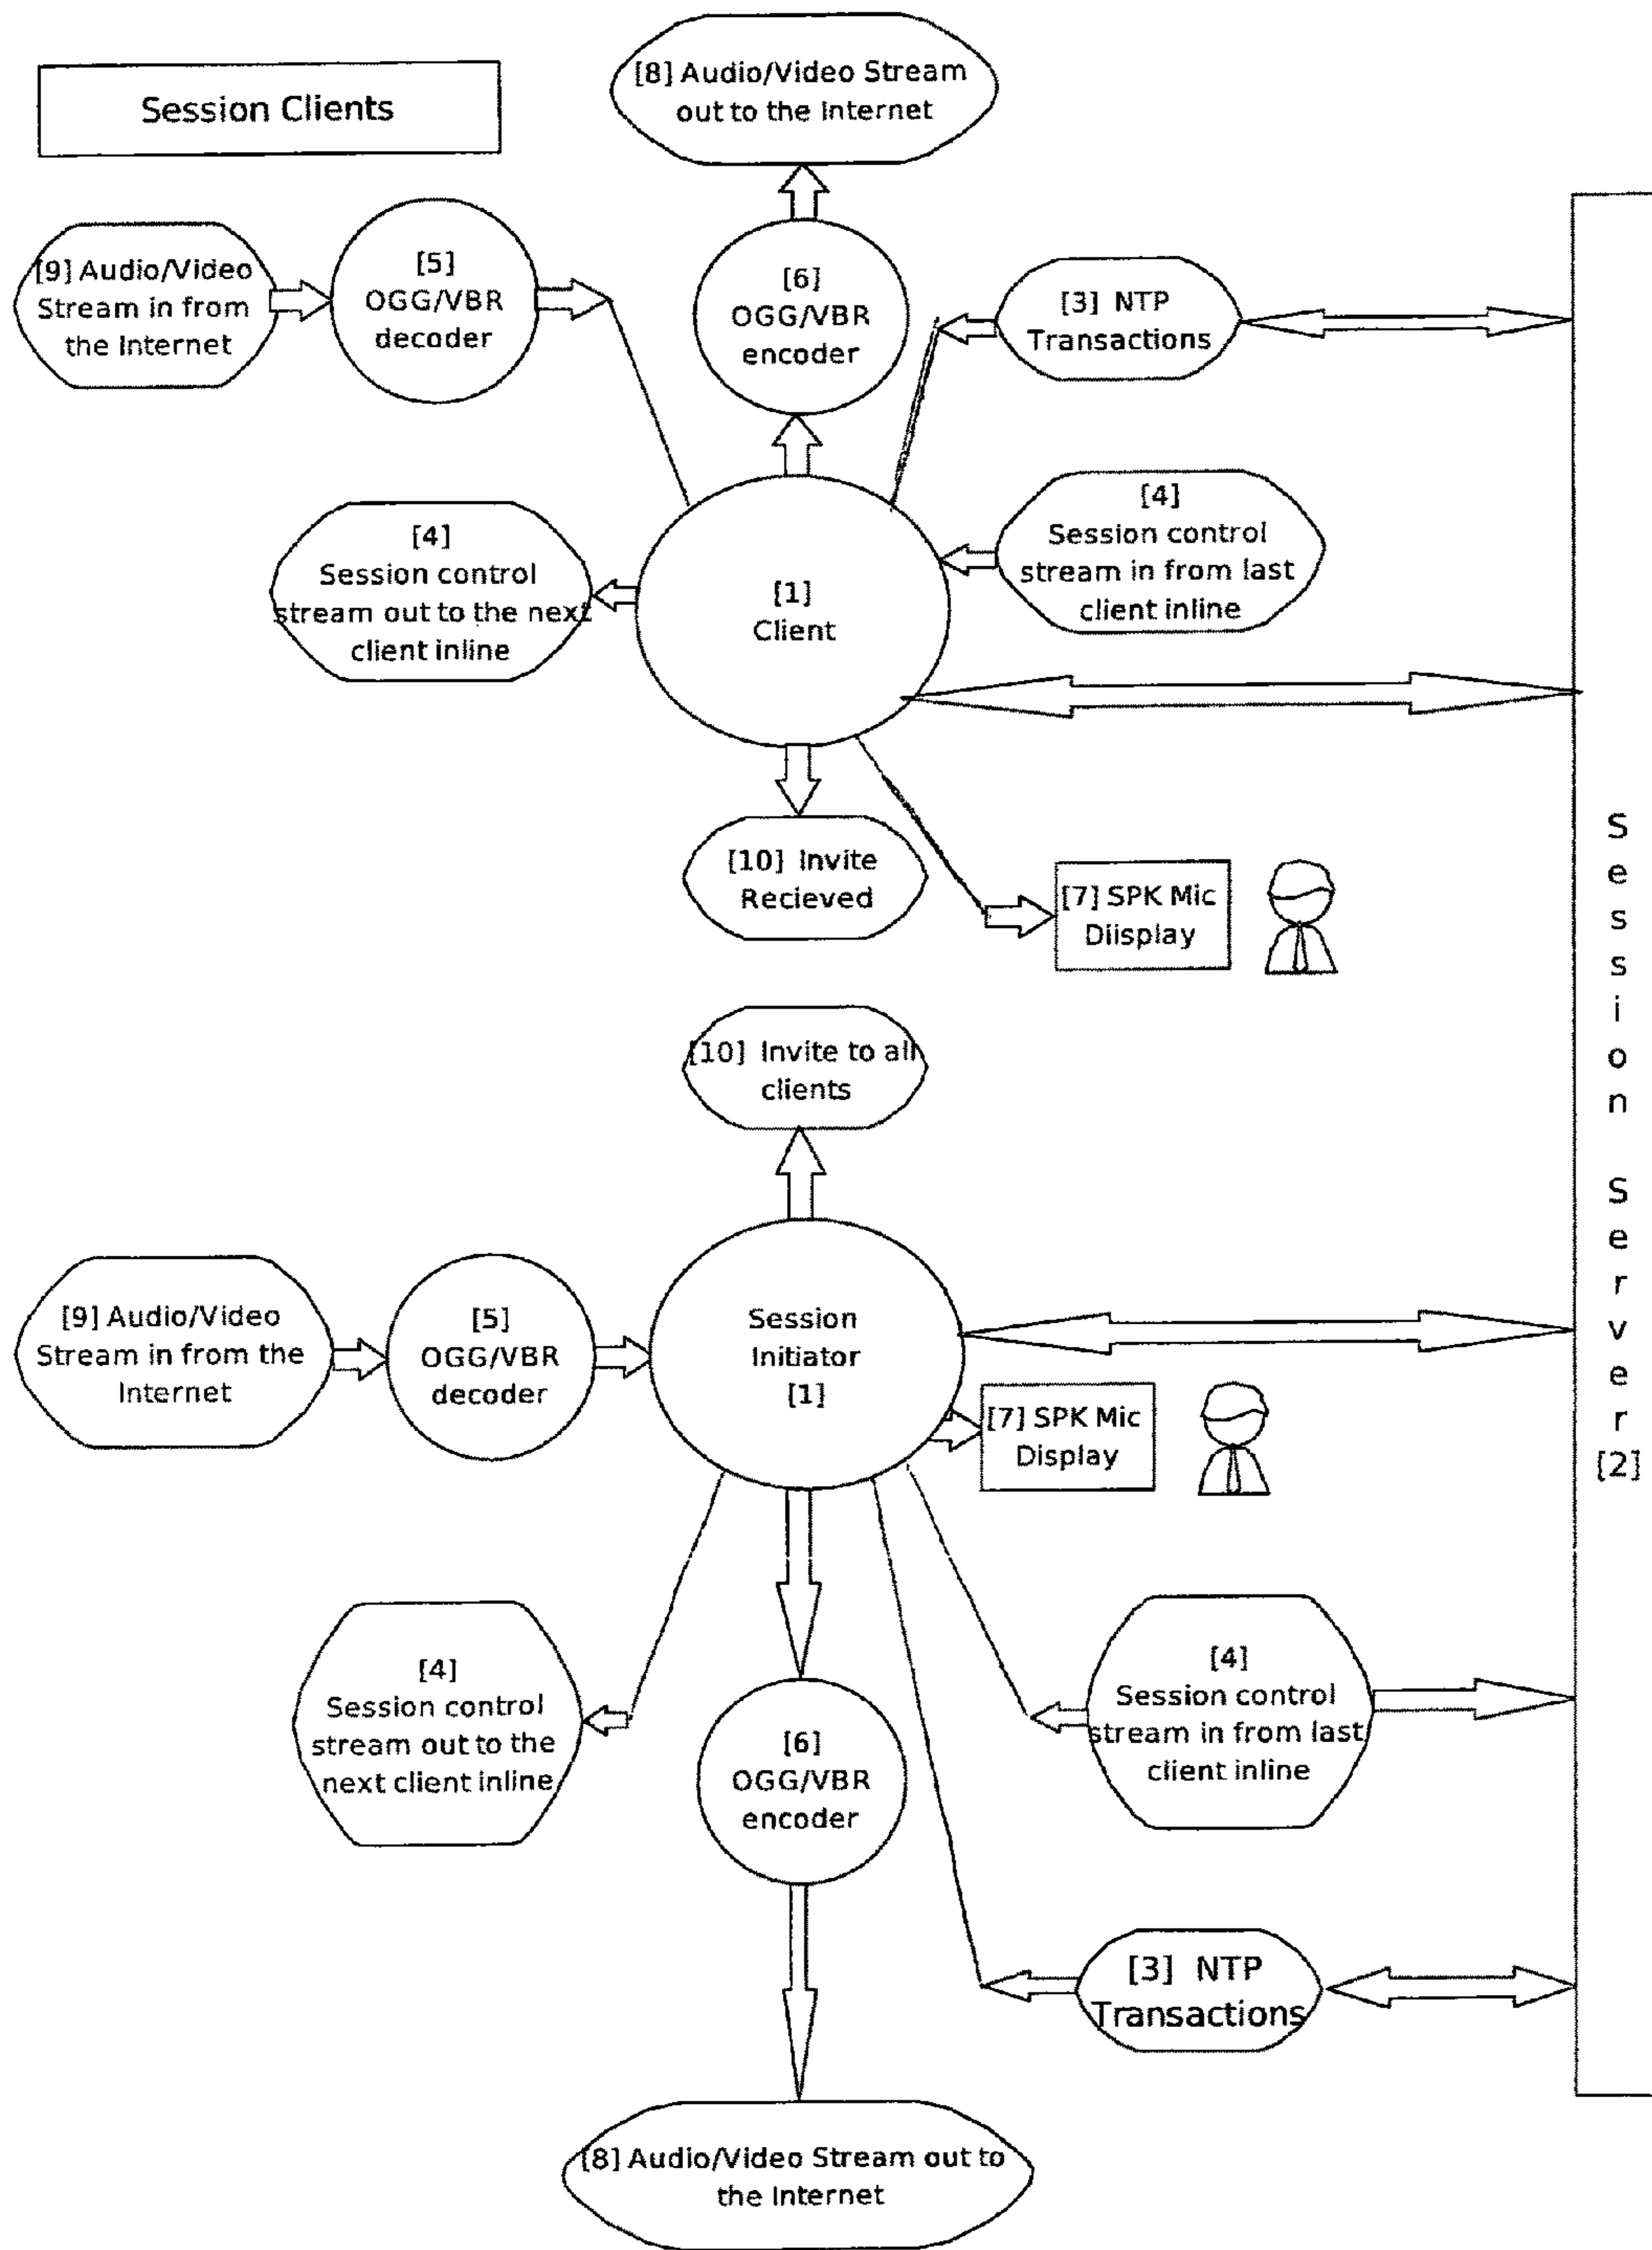 Session Clients
[8] Audio/Video Stream
out to the Internet
[9] Audio/Video
Stream in from
the Internet
[5]
OGG/VBR
decoder
[6]
OGG/VBR
encoder
[3] NTP
Transactions
[4]
Session control
stream out to the next
client inline
[1]
Client
[4]
Session control
stream in from last
client inline
[10] Invite
Recieved
[7] SPK Mic
Diisplay
[10] Invite to all
clients
[9] Audio/Video
Stream in from the
Internet
[5]
OGG/VBR
decoder
Session
Initiator
[1]
[7] SPK Mic
Display
[4]
Session control
stream out to the
next client inline
[6]
OGG/VBR
encoder
[4]
Session control
stream in from last
client inline
[3] NTP
Transactions
[8] Audio/Video Stream out to
the Internet
Session Server
[2]